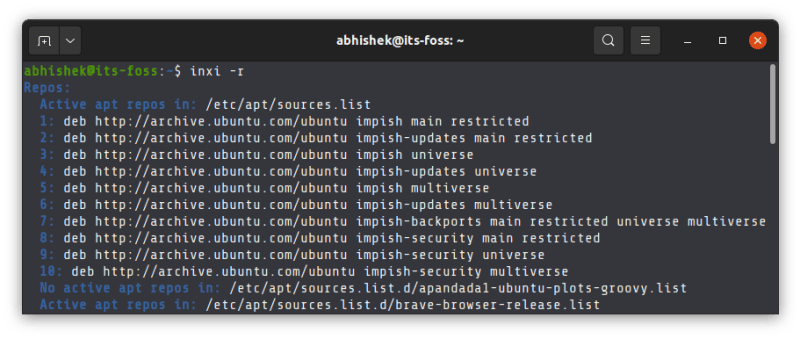 abhishek@its-foss: ~
abhishek@its-foss:~$ inxi -r
Repos:
Active apt repos in: /etc/apt/sources.list
1: deb http://archive.ubuntu.com/ubuntu impish main restricted
2: deb http://archive.ubuntu.com/ubuntu impish-updates main restricted
3: deb http://archive.ubuntu.com/ubuntu impish universe
4: deb http://archive.ubuntu.com/ubuntu impish-updates universe
5: deb http://archive.ubuntu.com/ubuntu impish multiverse
6: deb http://archive.ubuntu.com/ubuntu impish-updates multiverse
7: deb http://archive.ubuntu.com/ubuntu impish-backports main restricted universe multiverse
8: deb http://archive.ubuntu.com/ubuntu impish-security main restricted
9: deb http://archive.ubuntu.com/ubuntu impish-security universe
10: deb http://archive.ubuntu.com/ubuntu impish-security multiverse
No active apt repos in: /etc/apt/sources.list.d/apandada1-ubuntu-plots-groovy.list
Active apt repos in: /etc/apt/sources.list.d/brave-browser-release.list